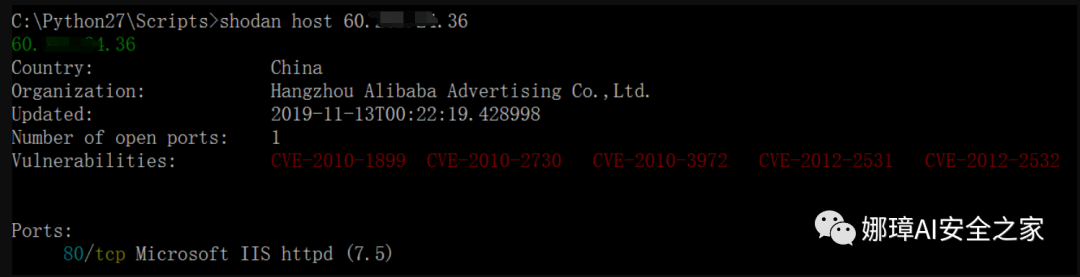 C:\Python27\Scripts>shodan host 60. .36
60. 4.36
Country: China
Organization: Hangzhou Alibaba Advertising Co.,Ltd.
Updated: 2019-11-13T00:22:19.428998
Number of open ports: 1
Vulnerabilities: CVE-2010-1899 CVE-2010-2730 CVE-2010-3972 CVE-2012-2531 CVE-2012-2532
Ports:
80/tcp Microsoft IIS httpd (7.5)
娜璋AI安全之家